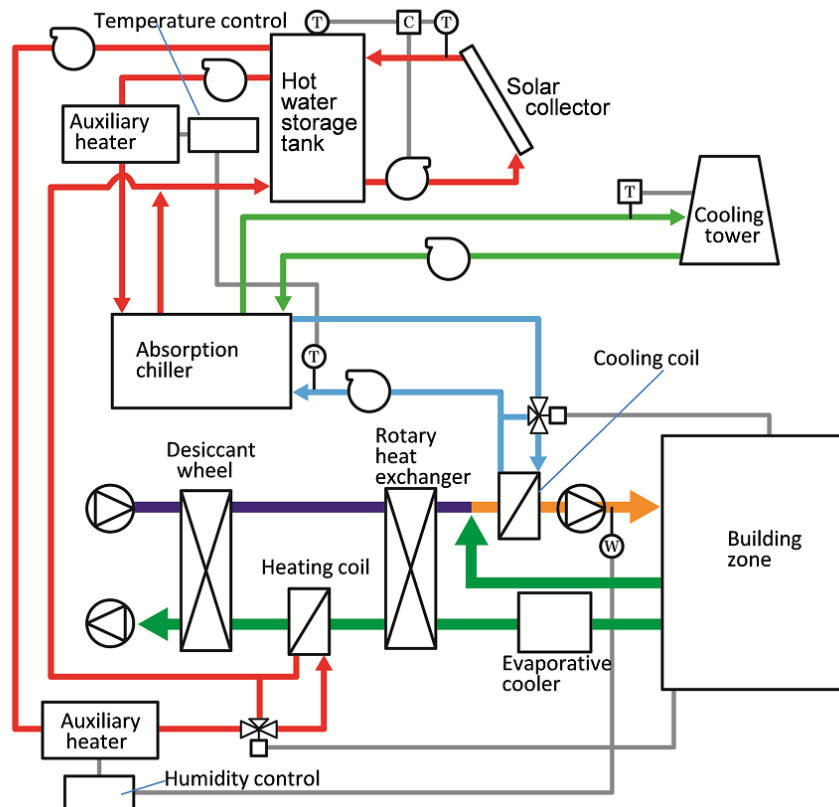 Temperature control
T
C
T
Hot
water
storage
tank
Solar
collector
Auxiliary
heater
T
Cooling
tower
Absorption
chiller
T
Cooling coil
Desiccant
wheel
Rotary
heat
exchanger
Building
zone
W
Heating coil
Evaporative
cooler
Auxiliary
heater
Humidity control